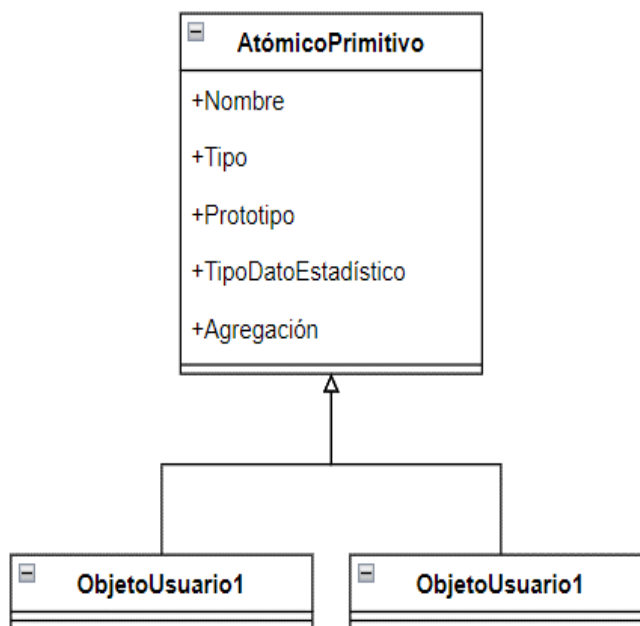 AtómicoPrimitivo
+Nombre
+Tipo
+Prototipo
+TipoDatoEstadístico
+Agregación
ObjetoUsuario1
ObjetoUsuario1